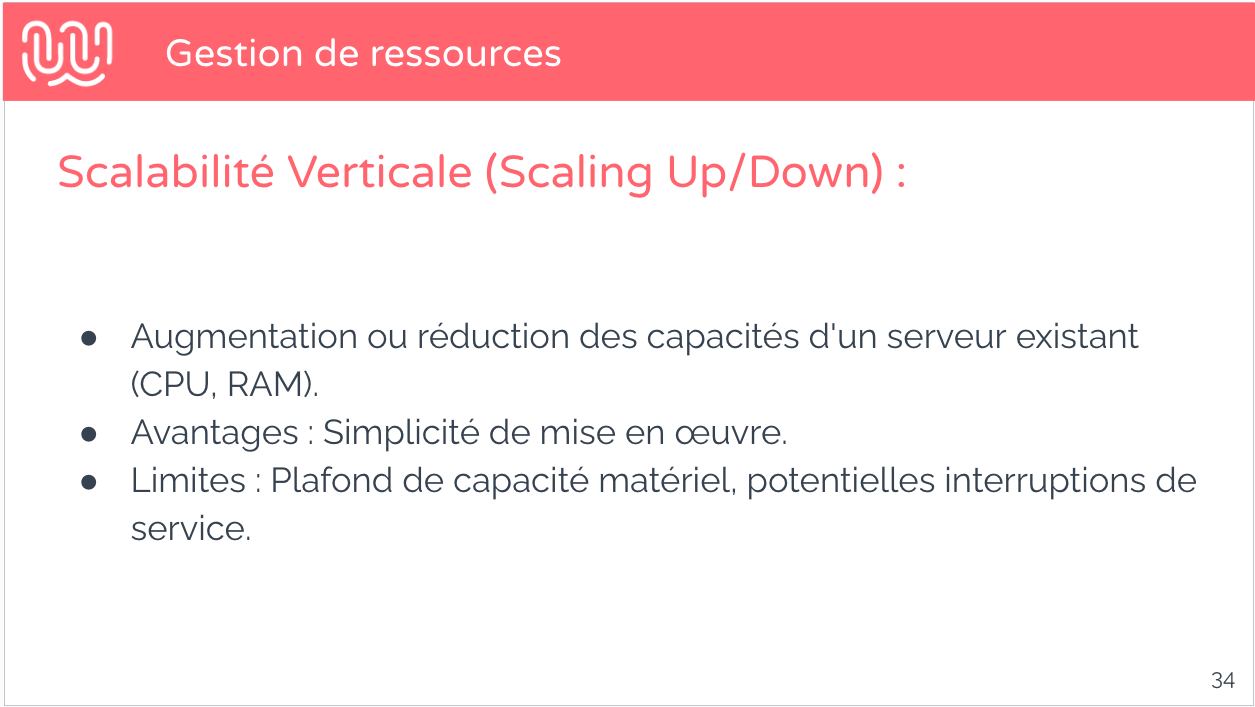 Gestion de ressources
Scalabilité Verticale (Scaling Up/Down) :
● Augmentation ou réduction des capacités d'un serveur existant
(CPU, RAM).
● Avantages : Simplicité de mise en œuvre.
● Limites : Plafond de capacité matériel, potentielles interruptions de
service.
34